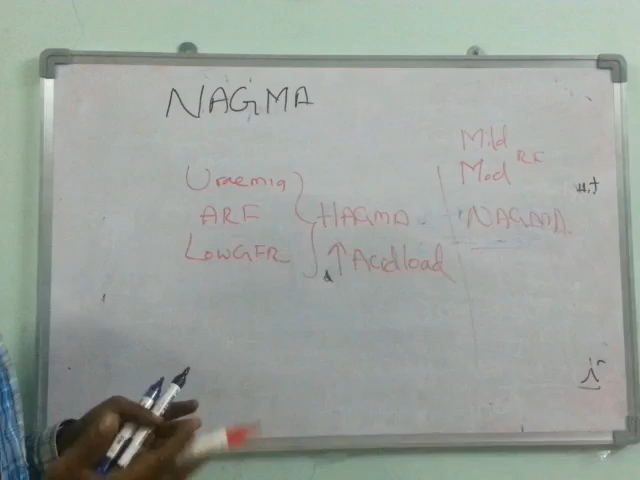 NAGMA
Uraemia
ARF
LowGFR
HAGMA
↑ Acidload
Mild
Mod RF
NAGMA